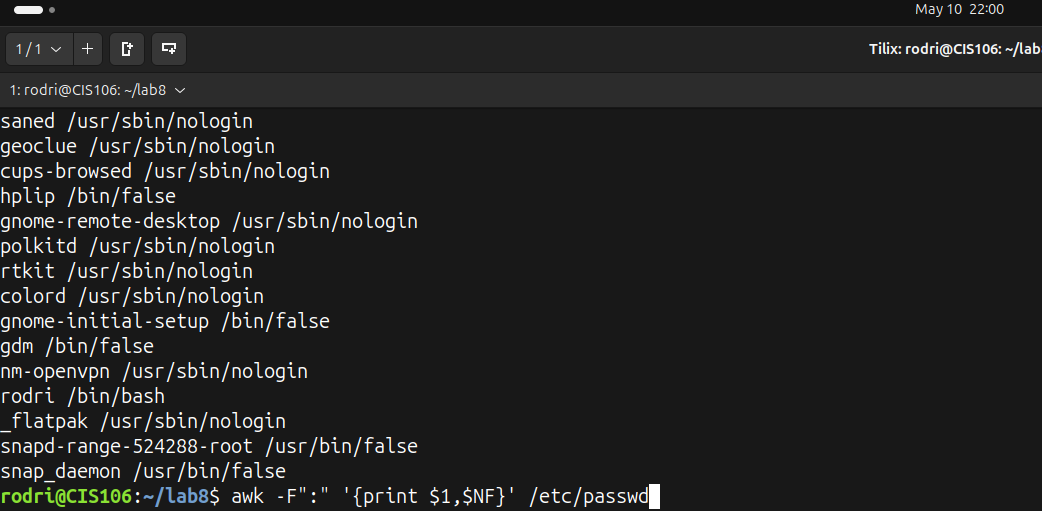 May 10 22:00
1 / 1
Tilix: rodri@CIS106: ~/lab
1: rodri@CIS106: ~/lab8
saned /usr/sbin/nologin
geoclue /usr/sbin/nologin
cups-browsed /usr/sbin/nologin
hplip /bin/false
gnome-remote-desktop /usr/sbin/nologin
polkitd /usr/sbin/nologin
rtkit /usr/sbin/nologin
colord /usr/sbin/nologin
gnome-initial-setup /bin/false
gdm /bin/false
nm-openvpn /usr/sbin/nologin
rodri /bin/bash
_flatpak /usr/sbin/nologin
snapd-range-524288-root /usr/bin/false
snap_daemon /usr/bin/false
rodri@CIS106:~/lab8$ awk -F":" '{print $1,$NF}' /etc/passwd